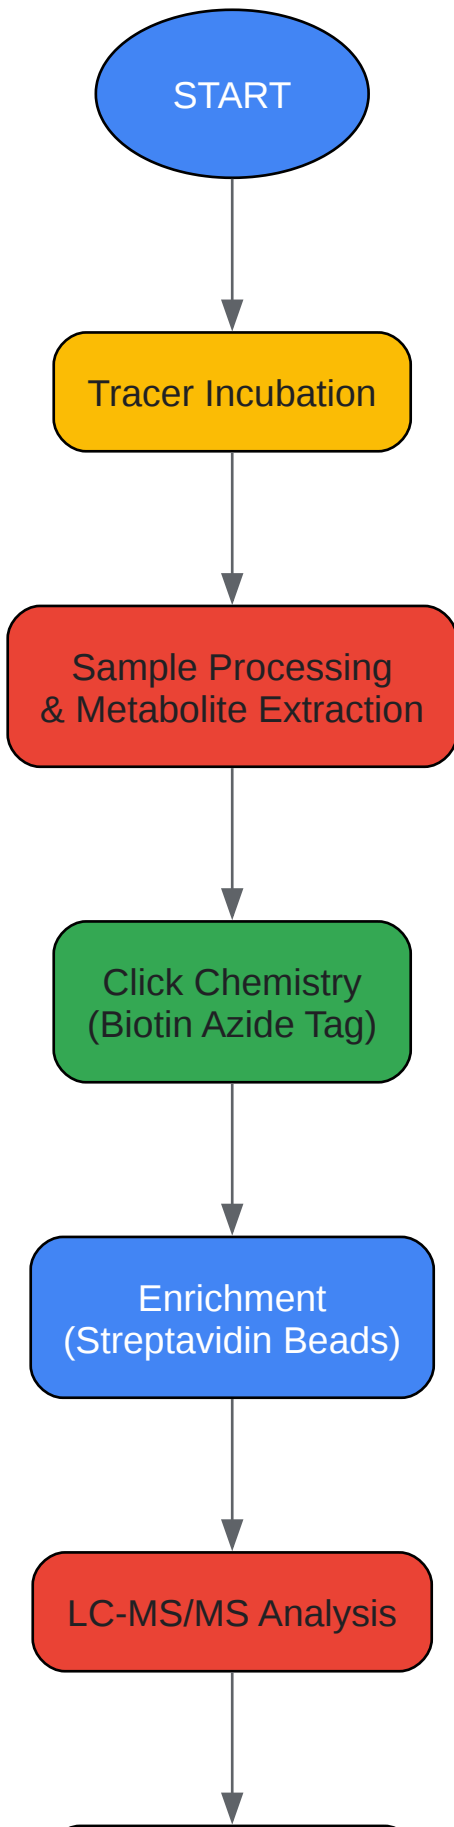 START
Tracer Incubation
Sample Processing
& Metabolite Extraction
Click Chemistry
(Biotin Azide Tag)
Enrichment
(Streptavidin Beads)
LC-MS/MS Analysis